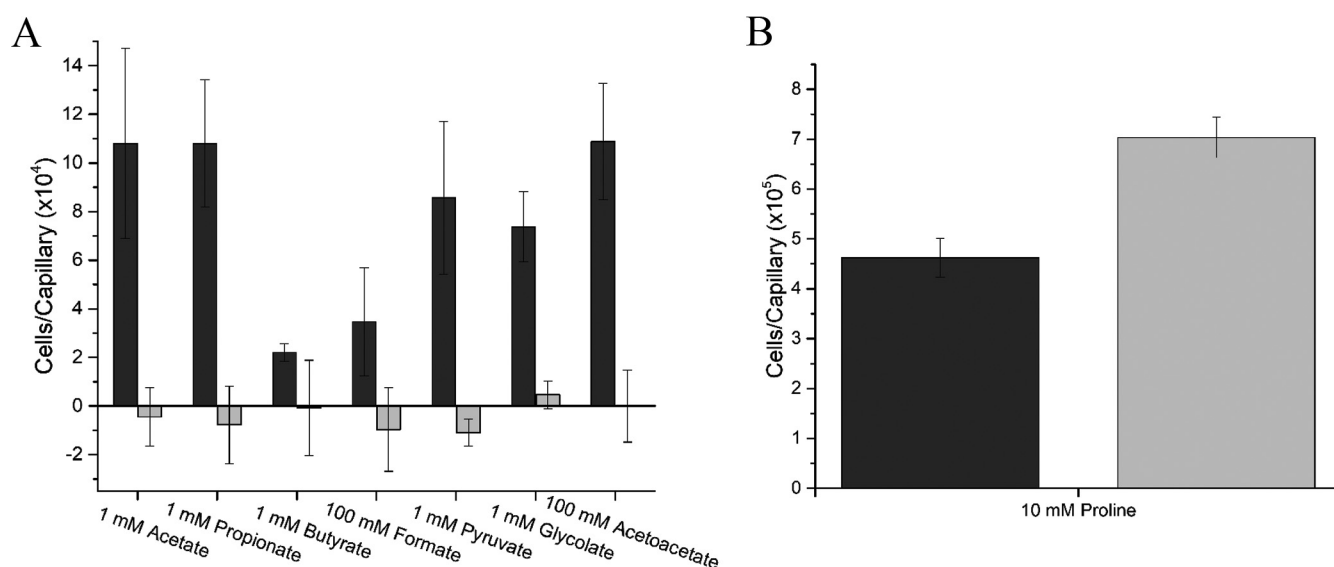 A
Cells/Capillary (x10⁴)
14
12
10
8
6
4
2
0
-2
1 mM Acetate
1 mM Propionate
1 mM Butyrate
100 mM Formate
1 mM Pyruvate
1 mM Glycolate
100 mM Acetoacetate
B
Cells/Capillary (x10⁵)
8
7
6
5
4
3
2
1
0
10 mM Proline